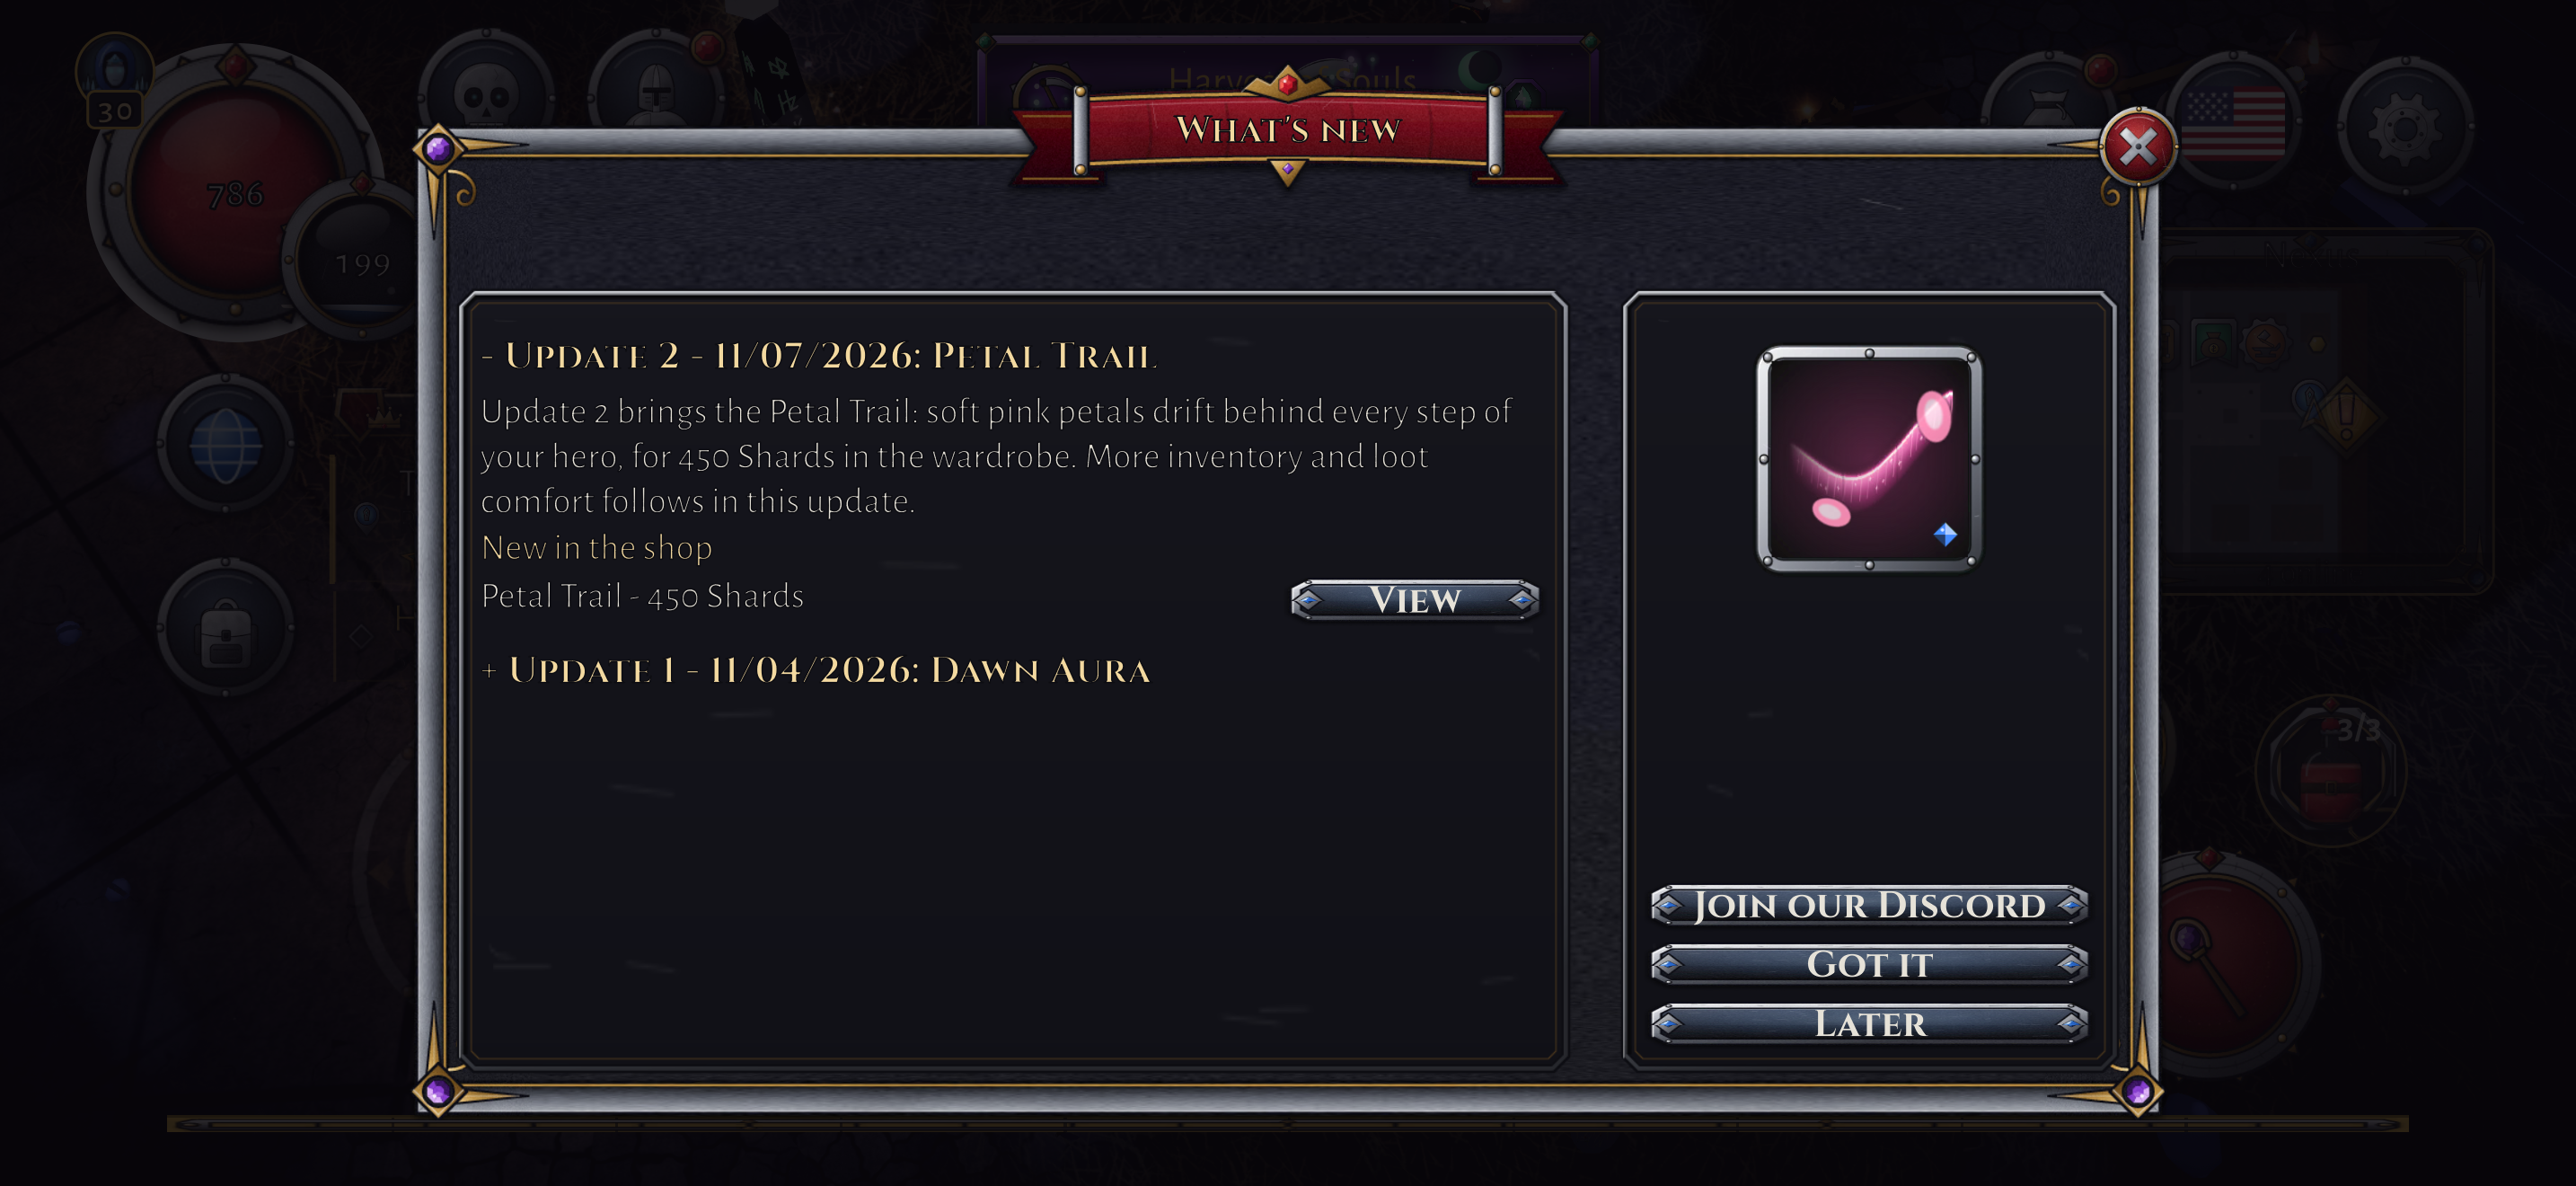 30
786
199
What's new
- Update 2 - 11/07/2026: Petal Trail
Update 2 brings the Petal Trail: soft pink petals drift behind every step of
your hero, for 450 Shards in the wardrobe. More inventory and loot
comfort follows in this update.
New in the shop
Petal Trail - 450 Shards
View
+ Update 1 - 11/04/2026: Dawn Aura
3/3
Join our Discord
Got it
Later